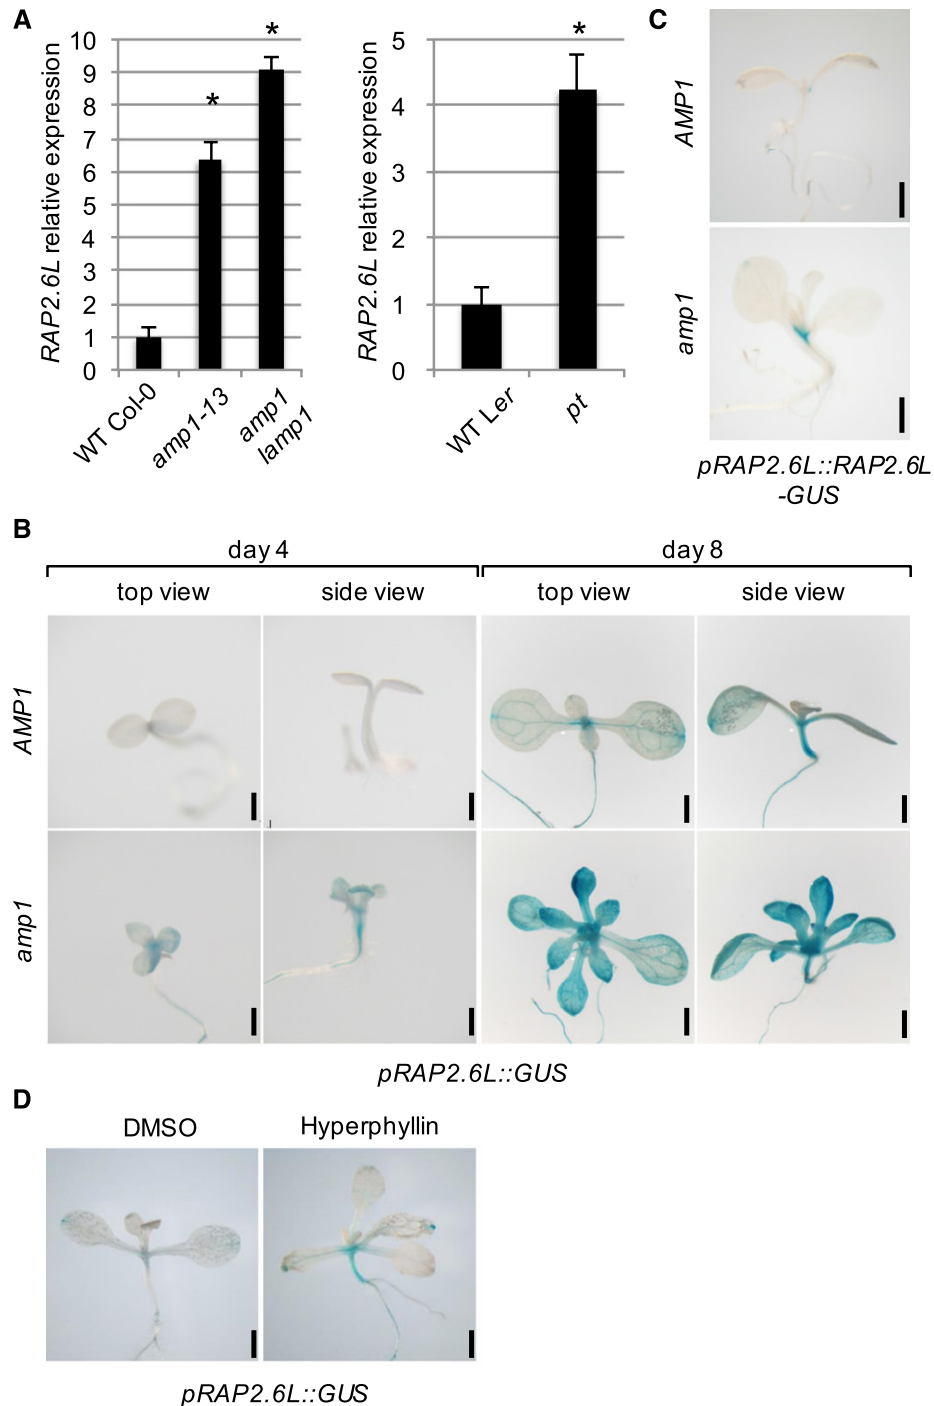 A
RAP2.6L relative expression
10
9
8
7
6
5
4
3
2
1
0
*
*
WT Col-0
amp1-13
amp1
lamp1
RAP2.6L relative expression
5
4
3
2
1
0
*
WT Ler
pt
C
AMP1
amp1
pRAP2.6L::RAP2.6L
-GUS
B
day 4
day 8
top view
side view
top view
side view
AMP1
amp1
pRAP2.6L::GUS
D
DMSO
Hyperphyllin
pRAP2.6L::GUS